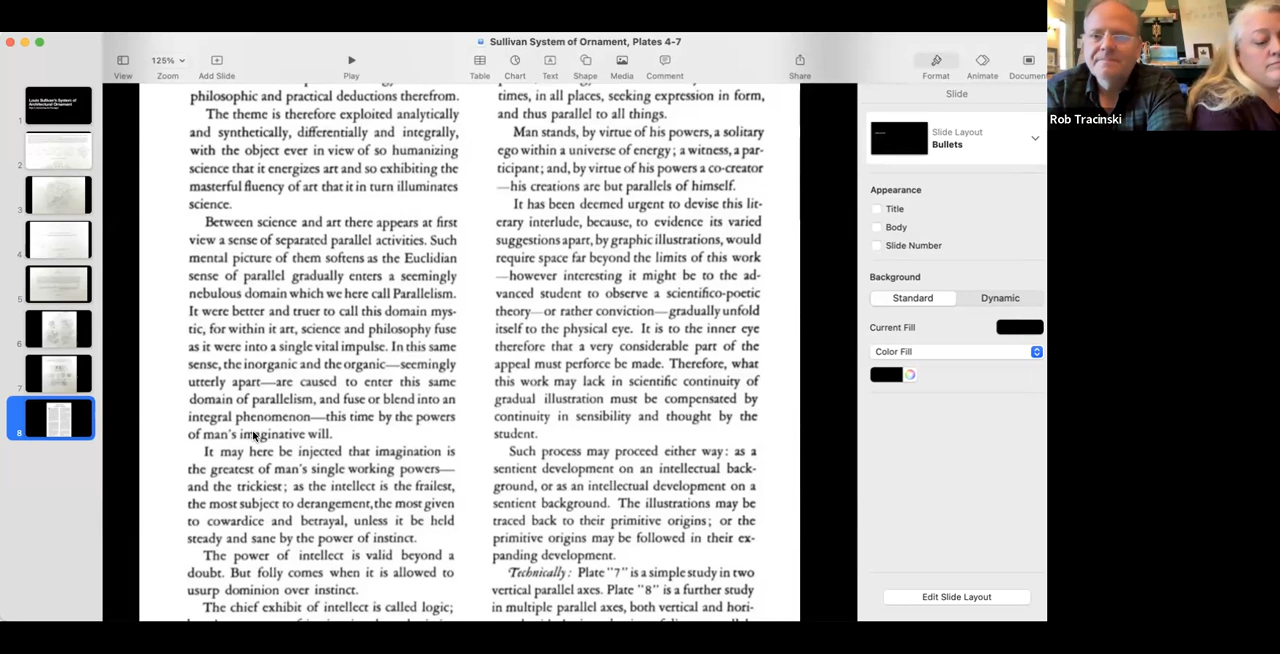 Sullivan System of Ornament, Plates 4-7
125%
View
Zoom
Add Slide
Play
Table
Chart
Text
Shape
Media
Comment
Share
Format
Animate
Documen
1
2
3
4
5
6
7
8
philosophic and practical deductions therefrom.
The theme is therefore exploited analytically
and synthetically, differentially and integrally,
with the object ever in view of so humanizing
science that it energizes art and so exhibiting the
masterful fluency of art that it in turn illuminates
science.
Between science and art there appears at first
view a sense of separated parallel activities. Such
mental picture of them softens as the Euclidian
sense of parallel gradually enters a seemingly
nebulous domain which we here call Parallelism.
It were better and truer to call this domain mys-
tic, for within it art, science and philosophy fuse
as it were into a single vital impulse. In this same
sense, the inorganic and the organic—seemingly
utterly apart—are caused to enter this same
domain of parallelism, and fuse or blend into an
integral phenomenon—this time by the powers
of man's imaginative will.
It may here be injected that imagination is
the greatest of man's single working powers—
and the trickiest; as the intellect is the frailest,
the most subject to derangement, the most given
to cowardice and betrayal, unless it be held
steady and sane by the power of instinct.
The power of intellect is valid beyond a
doubt. But folly comes when it is allowed to
usurp dominion over instinct.
The chief exhibit of intellect is called logic;
times, in all places, seeking expression in form,
and thus parallel to all things.
Man stands, by virtue of his powers, a solitary
ego within a universe of energy; a witness, a par-
ticipant; and, by virtue of his powers a co-creator
—his creations are but parallels of himself.
It has been deemed urgent to devise this lit-
erary interlude, because, to evidence its varied
suggestions apart, by graphic illustrations, would
require space far beyond the limits of this work
—however interesting it might be to the ad-
vanced student to observe a scientifico-poetic
theory—or rather conviction—gradually unfold
itself to the physical eye. It is to the inner eye
therefore that a very considerable part of the
appeal must perforce be made. Therefore, what
this work may lack in scientific continuity of
gradual illustration must be compensated by
continuity in sensibility and thought by the
student.
Such process may proceed either way: as a
sentient development on an intellectual back-
ground, or as an intellectual development on a
sentient background. The illustrations may be
traced back to their primitive origins; or the
primitive origins may be followed in their ex-
panding development.
Technically: Plate "7" is a simple study in two
vertical parallel axes. Plate "8" is a further study
in multiple parallel axes, both vertical and hori-
Slide
Slide Layout
Bullets
Appearance
Title
Body
Slide Number
Background
Standard
Dynamic
Current Fill
Color Fill
Edit Slide Layout
Rob Tracinski